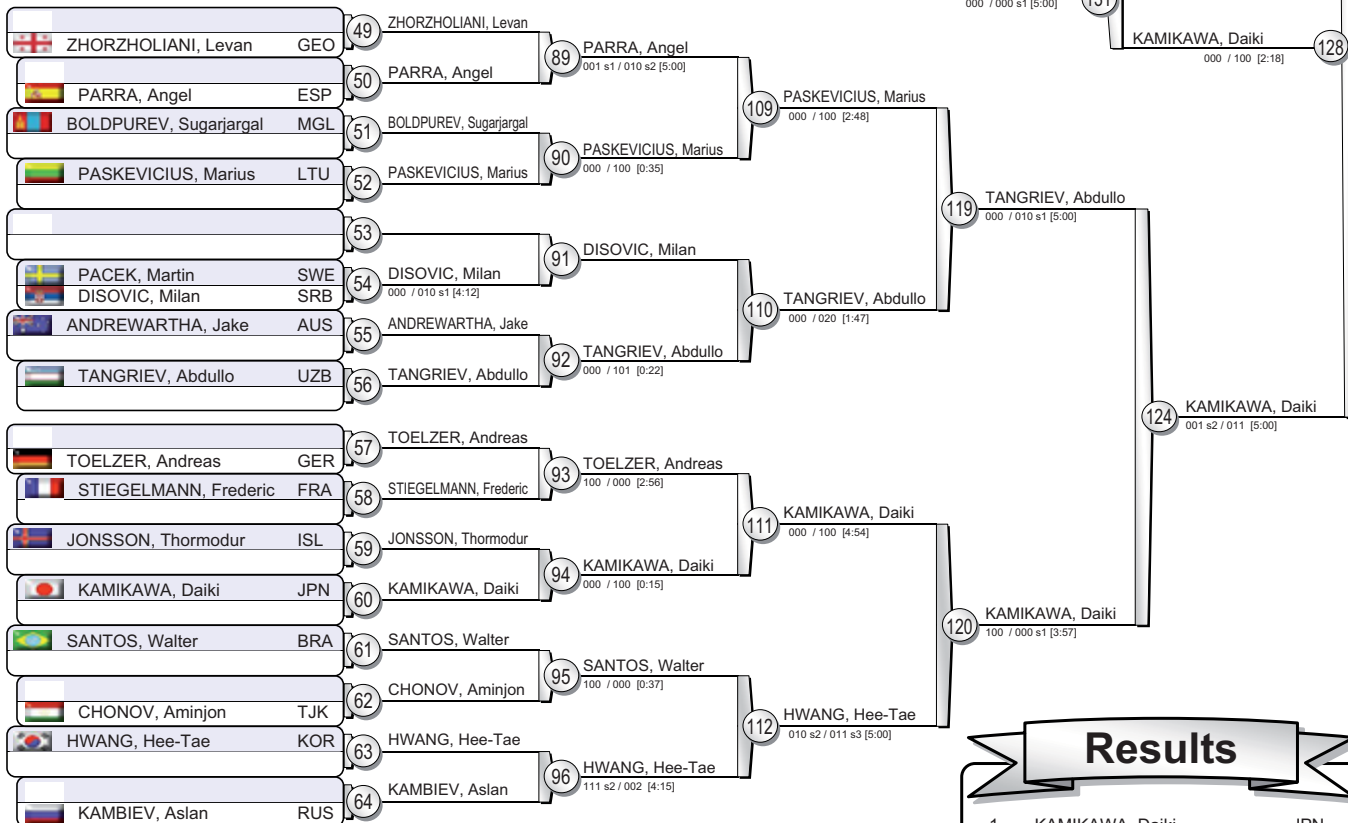 000 / 000 s1 [5:00]
KAMIKAWA, Daiki
000 / 100 [2:18]
128
ZHORZHOLIANI, Levan GEO
49
ZHORZHOLIANI, Levan
PARRA, Angel ESP
50
PARRA, Angel
89
PARRA, Angel
001 s1 / 010 s2 [5:00]
BOLDPUREV, Sugarjargal MGL
51
BOLDPUREV, Sugarjargal
PASKEVICIUS, Marius LTU
52
PASKEVICIUS, Marius
90
PASKEVICIUS, Marius
000 / 100 [0:35]
109
PASKEVICIUS, Marius
000 / 100 [2:48]
53
PACEK, Martin SWE
DISOVIC, Milan SRB
54
DISOVIC, Milan
000 / 010 s1 [4:12]
91
DISOVIC, Milan
ANDREWARTHA, Jake AUS
55
ANDREWARTHA, Jake
TANGRIEV, Abdullo UZB
56
TANGRIEV, Abdullo
92
TANGRIEV, Abdullo
000 / 101 [0:22]
110
TANGRIEV, Abdullo
000 / 020 [1:47]
119
TANGRIEV, Abdullo
000 / 010 s1 [5:00]
TOELZER, Andreas GER
57
TOELZER, Andreas
STIEGELMANN, Frederic FRA
58
STIEGELMANN, Frederic
93
TOELZER, Andreas
100 / 000 [2:56]
JONSSON, Thormodur ISL
59
JONSSON, Thormodur
KAMIKAWA, Daiki JPN
60
KAMIKAWA, Daiki
94
KAMIKAWA, Daiki
000 / 100 [0:15]
111
KAMIKAWA, Daiki
000 / 100 [4:54]
SANTOS, Walter BRA
61
SANTOS, Walter
CHONOV, Aminjon TJK
62
CHONOV, Aminjon
95
SANTOS, Walter
100 / 000 [0:37]
HWANG, Hee-Tae KOR
63
HWANG, Hee-Tae
KAMBIEV, Aslan RUS
64
KAMBIEV, Aslan
96
HWANG, Hee-Tae
111 s2 / 002 [4:15]
112
HWANG, Hee-Tae
010 s2 / 011 s3 [5:00]
120
KAMIKAWA, Daiki
100 / 000 s1 [3:57]
124
KAMIKAWA, Daiki
001 s2 / 011 [5:00]
Results
KAMIKAWA, Daiki JPN